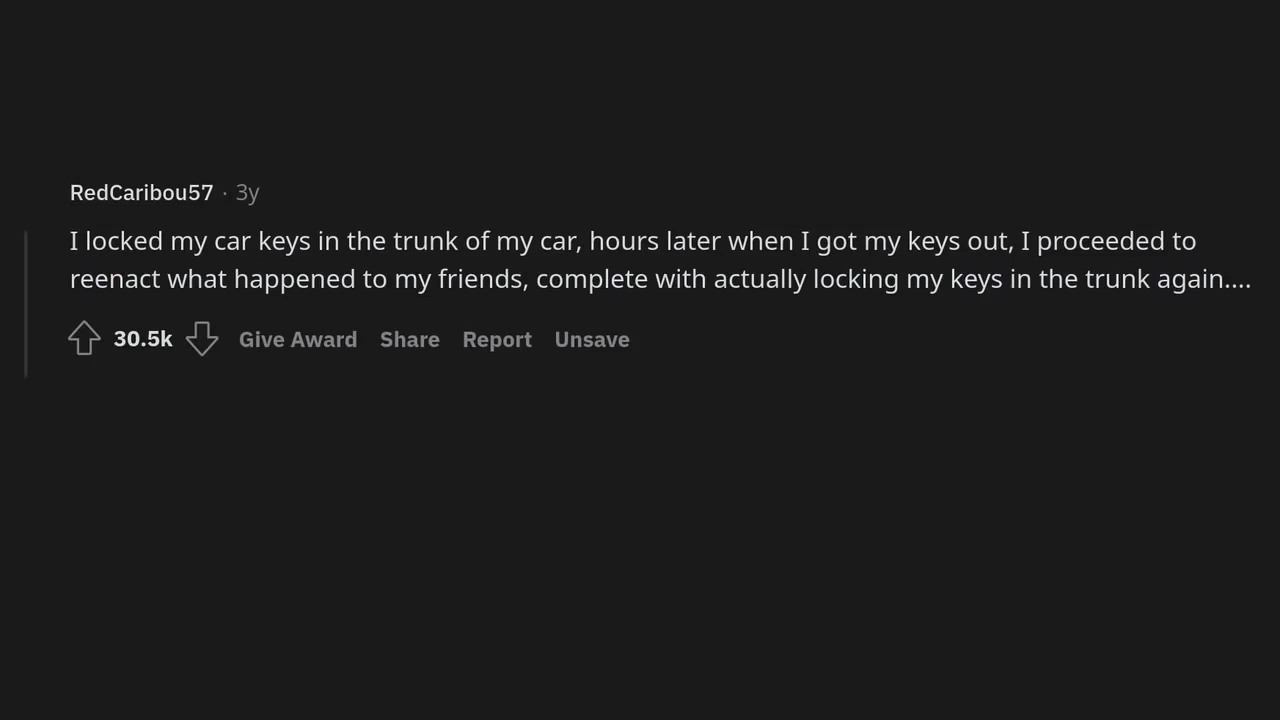 RedCaribou57 · 3y
I locked my car keys in the trunk of my car, hours later when I got my keys out, I proceeded to
reenact what happened to my friends, complete with actually locking my keys in the trunk again....
30.5k Give Award Share Report Unsave